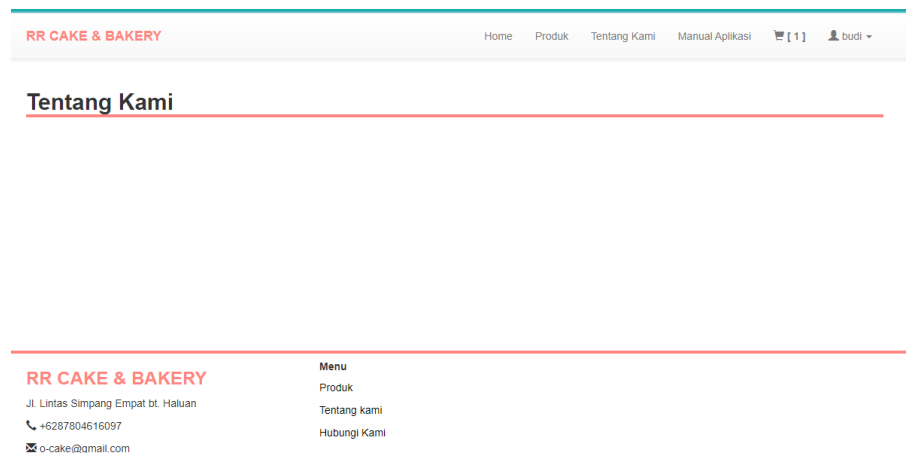 RR CAKE & BAKERY
Home Produk Tentang Kami Manual Aplikasi [ 1 ] budi
Tentang Kami
RR CAKE & BAKERY
Jl. Lintas Simpang Empat bt. Haluan
+6287804616097
o-cake@gmail.com
Menu
Produk
Tentang kami
Hubungi Kami